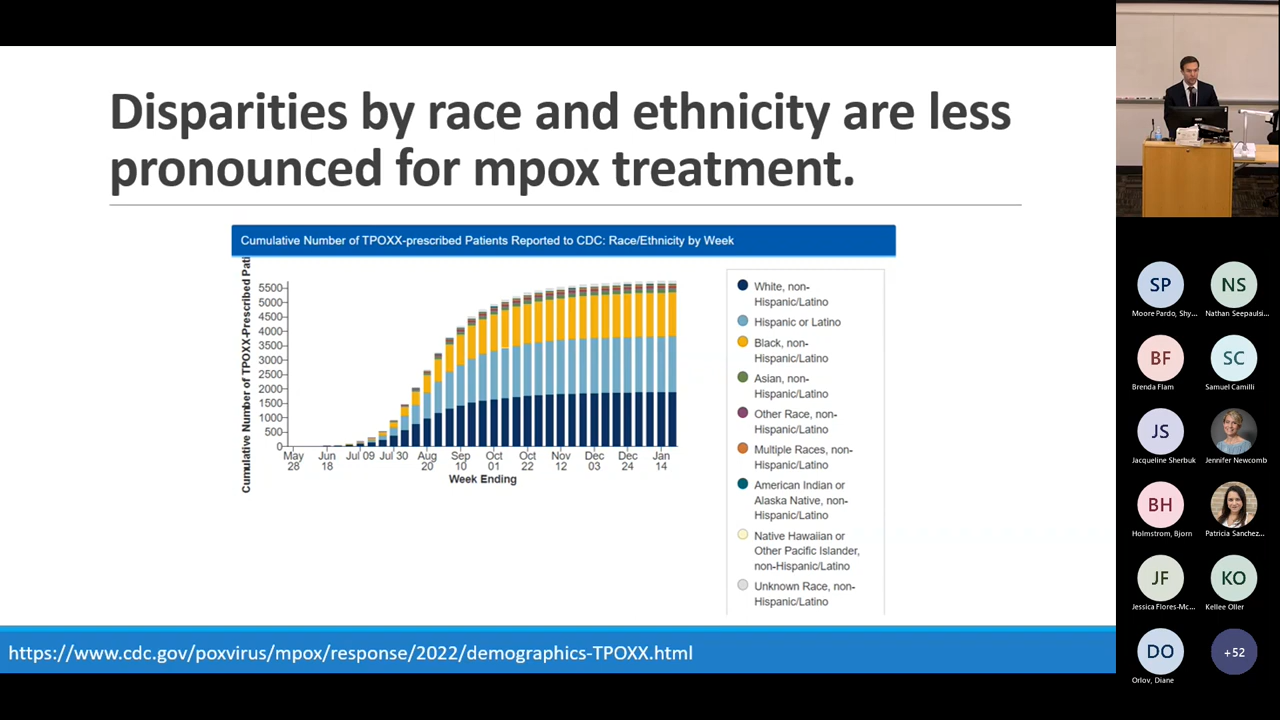 Disparities by race and ethnicity are less
pronounced for mpox treatment.
Cumulative Number of TPOXX-prescribed Patients Reported to CDC: Race/Ethnicity by Week
Cumulative Number of TPOXX-Prescribed Pati
5500
5000
4500
4000
3500
3000
2500
2000
1500
1000
500
0
May 28
Jun 18
Jul 09
Jul 30
Aug 20
Sep 10
Oct 01
Oct 22
Nov 12
Dec 03
Dec 24
Jan 14
Week Ending
White, non-
Hispanic/Latino
Hispanic or Latino
Black, non-
Hispanic/Latino
Asian, non-
Hispanic/Latino
Other Race, non-
Hispanic/Latino
Multiple Races, non-
Hispanic/Latino
American Indian or
Alaska Native, non-
Hispanic/Latino
Native Hawaiian or
Other Pacific Islander,
non-Hispanic/Latino
Unknown Race, non-
Hispanic/Latino
https://www.cdc.gov/poxvirus/mpox/response/2022/demographics-TPOXX.html
SP
Moore Pardo, Shy...
NS
Nathan Seepaulsi...
BF
Brenda Flam
SC
Samuel Camilli
JS
Jacqueline Sherbuk
Jennifer Newcomb
BH
Holmstrom, Bjorn
Patricia Sanchez...
JF
Jessica Flores-Mc...
KO
Kellee Oller
DO
Orlov, Diane
+52